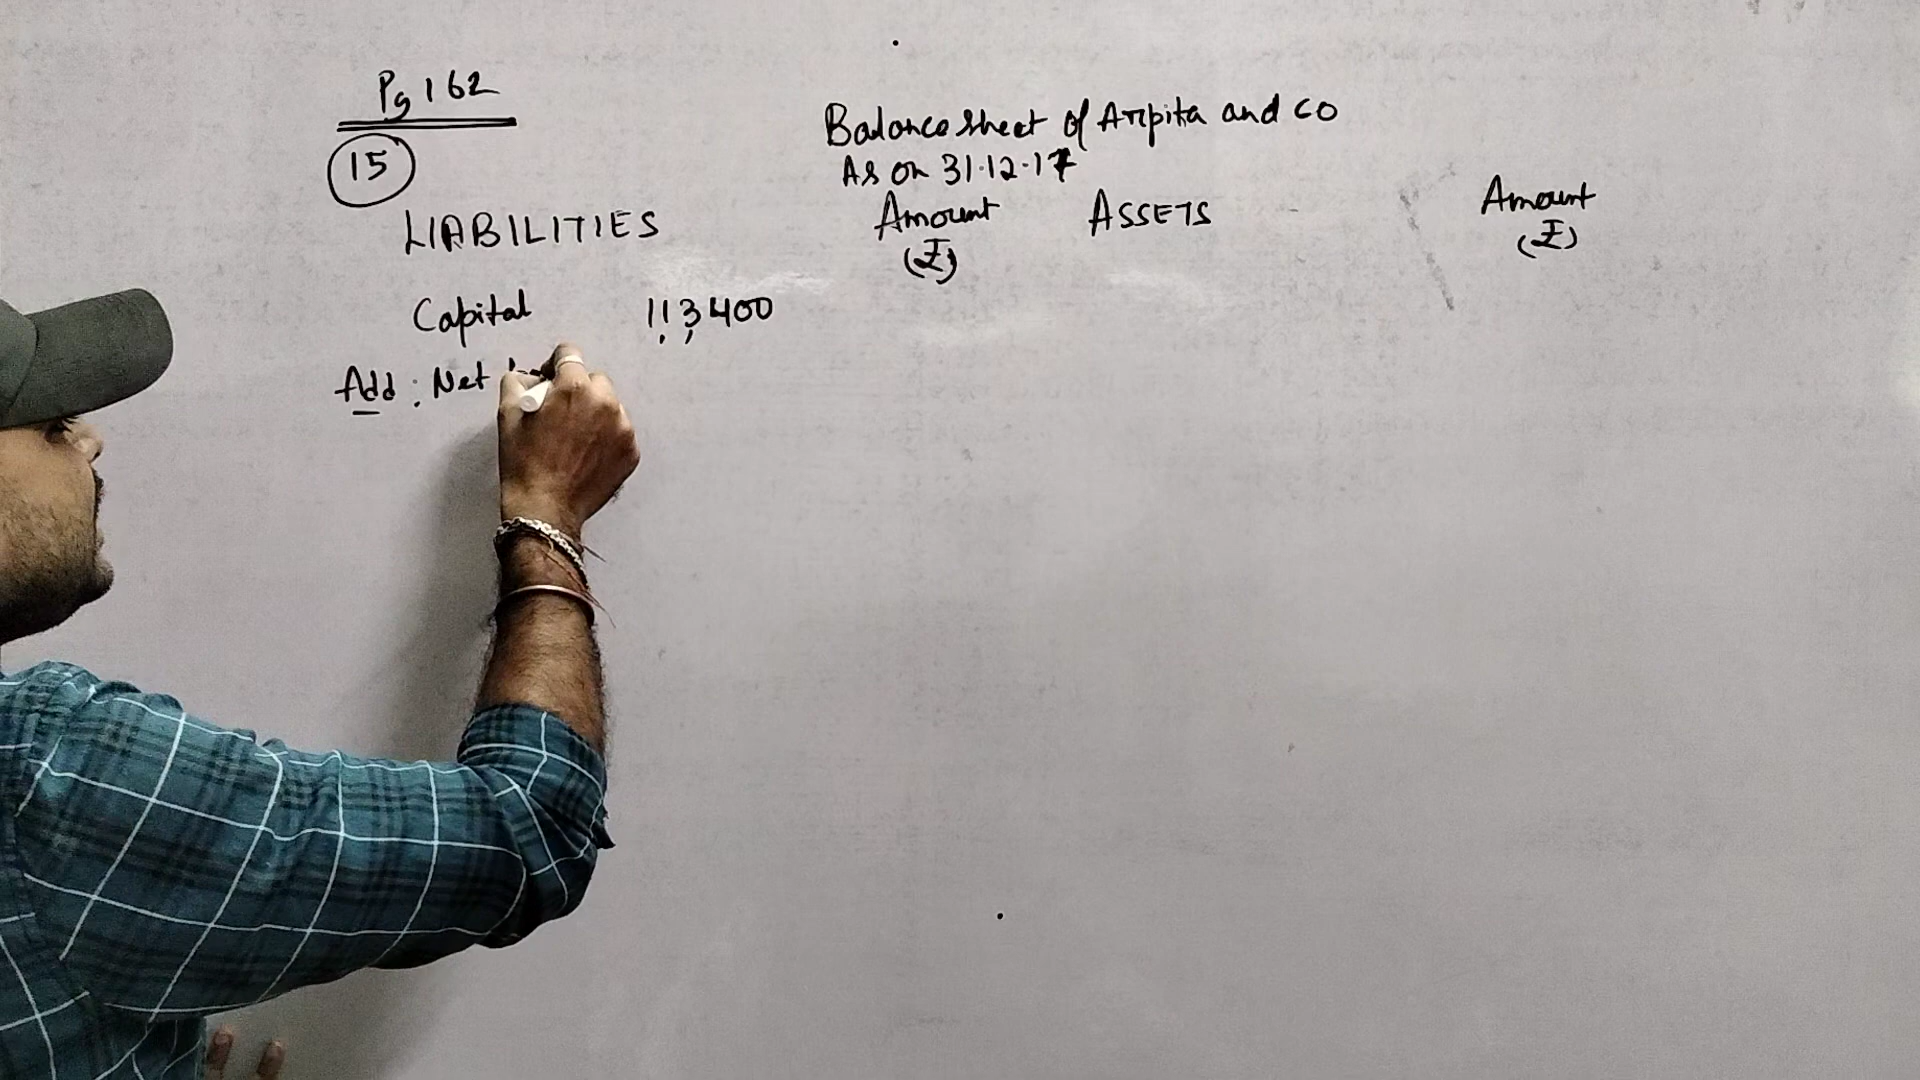 Pg 162
15
Balance sheet of Arpita and CO
As on 31.12.17
LIABILITIES Amount (₹) ASSETS Amount (₹)
Capital 1,13,400
Add: Net